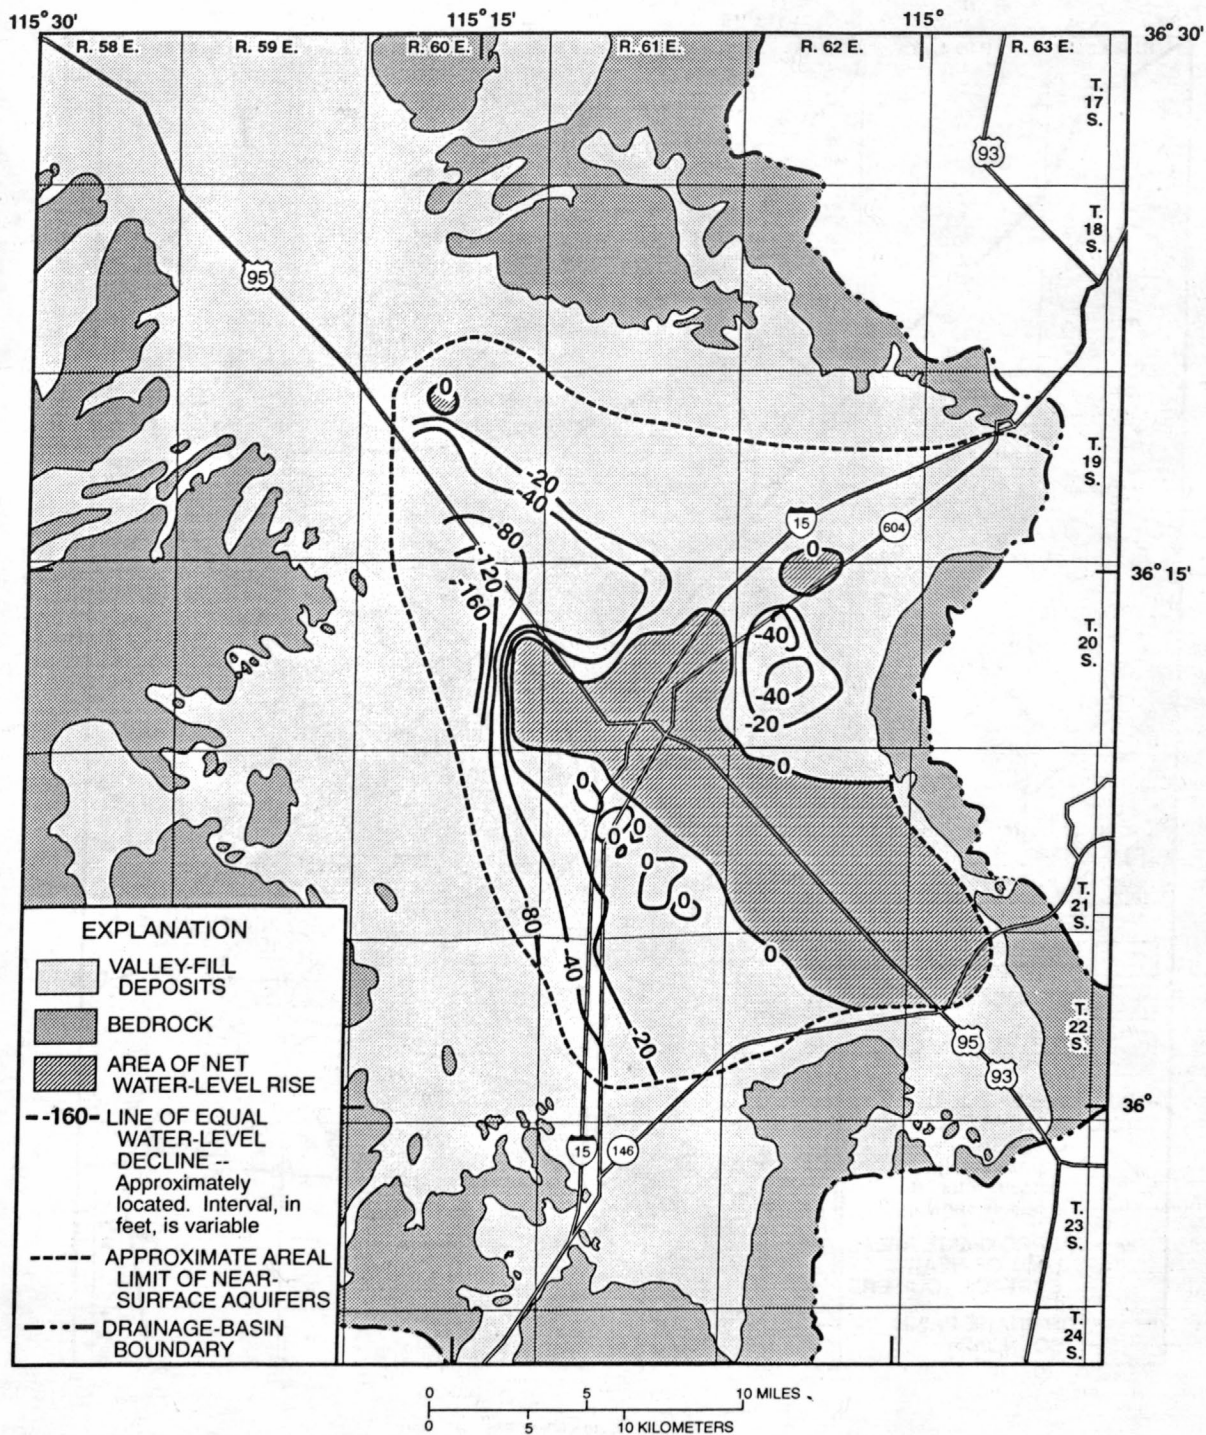 115° 30'
115° 15'
115°
36° 30'
R. 58 E.
R. 59 E.
R. 60 E.
R. 61 E.
R. 62 E.
R. 63 E.
T.
17
S.
93
T.
18
S.
95
0
T.
19
S.
-20
-40
15
604
-80
0
-120
36° 15'
-160
T.
20
S.
-40
-40
-20
0
0
0
0
0
0
T.
21
S.
-80
0
-40
-20
T.
22
S.
95
93
36°
15
146
T.
23
S.
T.
24
S.
EXPLANATION
VALLEY-FILL
DEPOSITS
BEDROCK
AREA OF NET
WATER-LEVEL RISE
-160- LINE OF EQUAL
WATER-LEVEL
DECLINE --
Approximately
located. Interval, in
feet, is variable
APPROXIMATE AREAL
LIMIT OF NEAR-
SURFACE AQUIFERS
DRAINAGE-BASIN
BOUNDARY
0 5 10 MILES
0 5 10 KILOMETERS